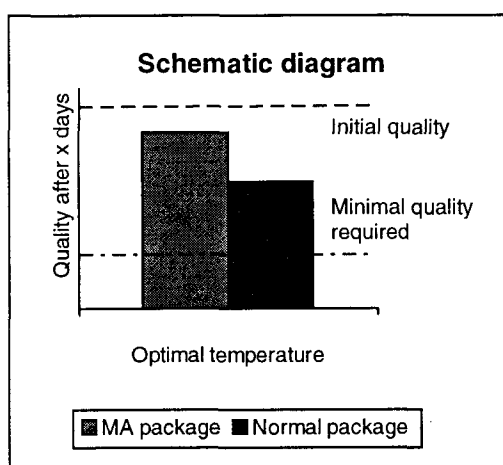 Schematic diagram
Quality after x days
Initial quality
Minimal quality
required
Optimal temperature
MA package
Normal package